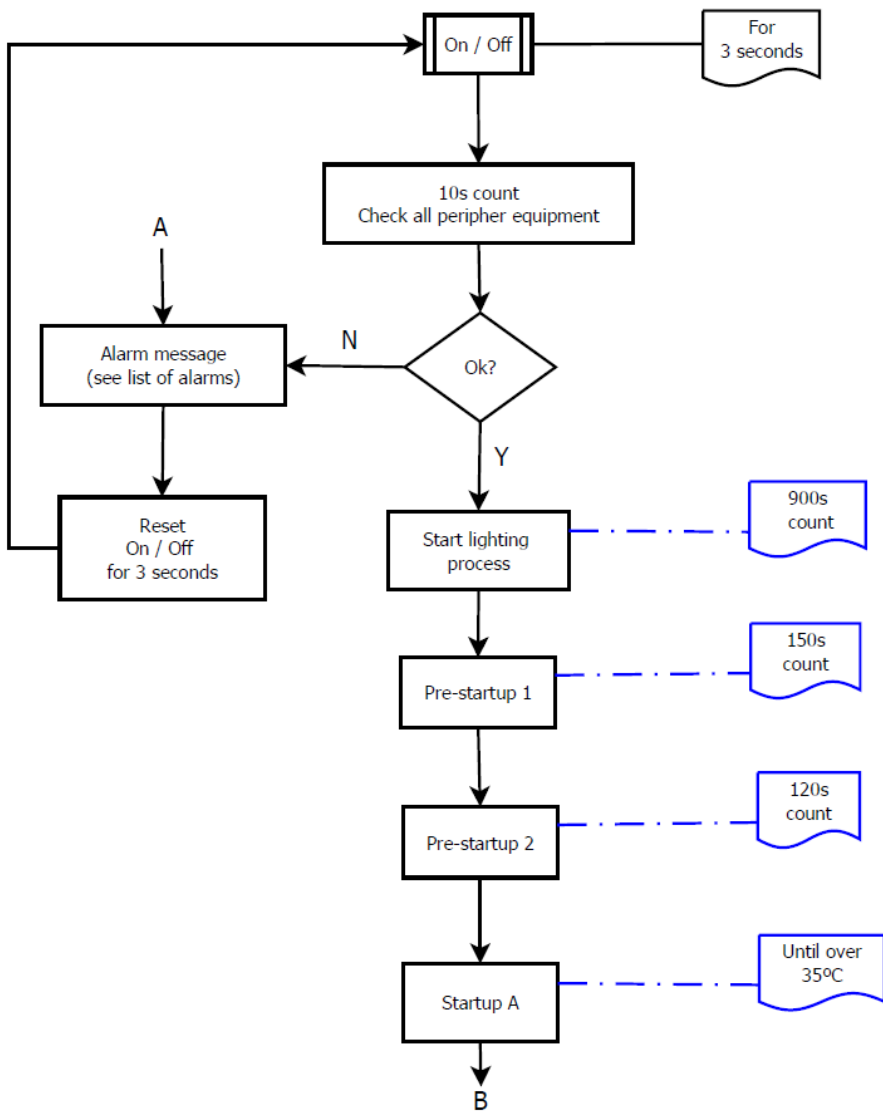 On / Off
For
3 seconds
10s count
Check all peripher equipment
A
Alarm message
(see list of alarms)
N
Ok?
Y
Reset
On / Off
for 3 seconds
Start lighting
process
900s
count
Pre-startup 1
150s
count
Pre-startup 2
120s
count
Startup A
Until over
35ºC
B